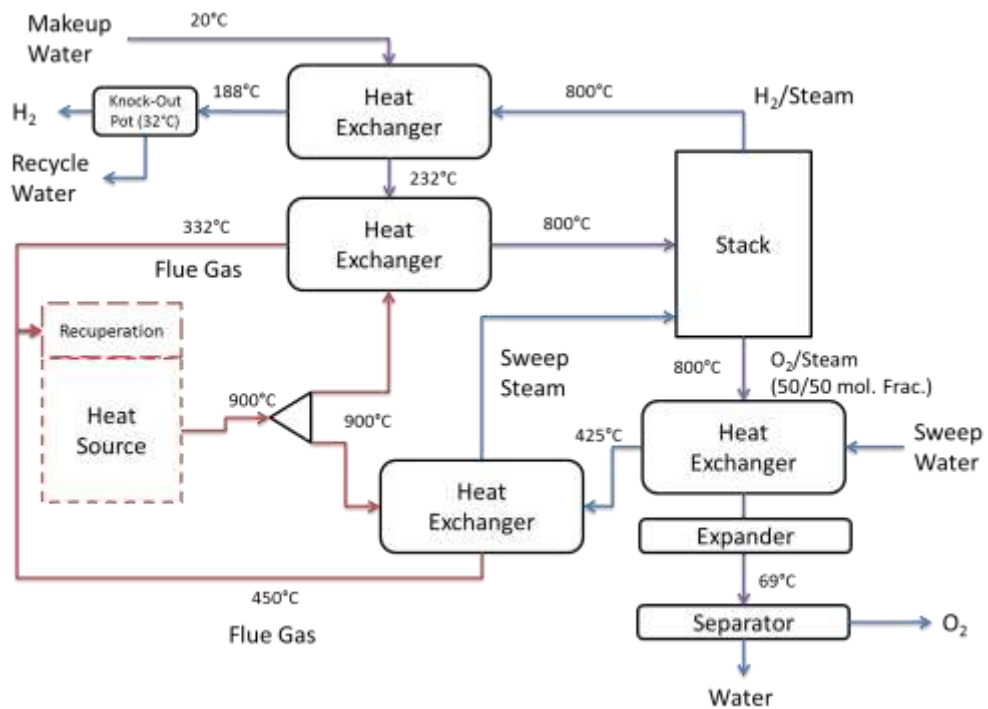 Makeup
Water
20°C
Heat
Exchanger
800°C
H₂/Steam
188°C
Knock-Out
Pot (32°C)
H₂
Recycle
Water
232°C
Heat
Exchanger
332°C
Flue Gas
800°C
Stack
Recuperation
Heat
Source
900°C
900°C
Sweep
Steam
800°C
O₂/Steam
(50/50 mol. Frac.)
425°C
Heat
Exchanger
Sweep
Water
Heat
Exchanger
Expander
69°C
450°C
Flue Gas
Separator
O₂
Water